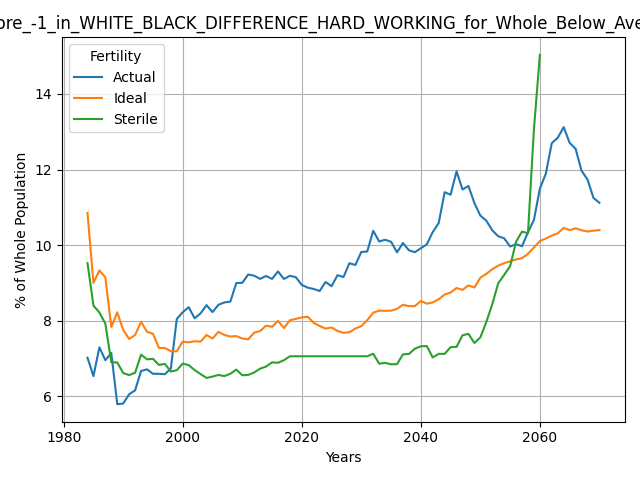 ore_-1_in_WHITE_BLACK_DIFFERENCE_HARD_WORKING_for_Whole_Below_Ave
Fertility
Actual
Ideal
Sterile
14
12
10
8
6
% of Whole Population
1980
2000
2020
2040
2060
Years